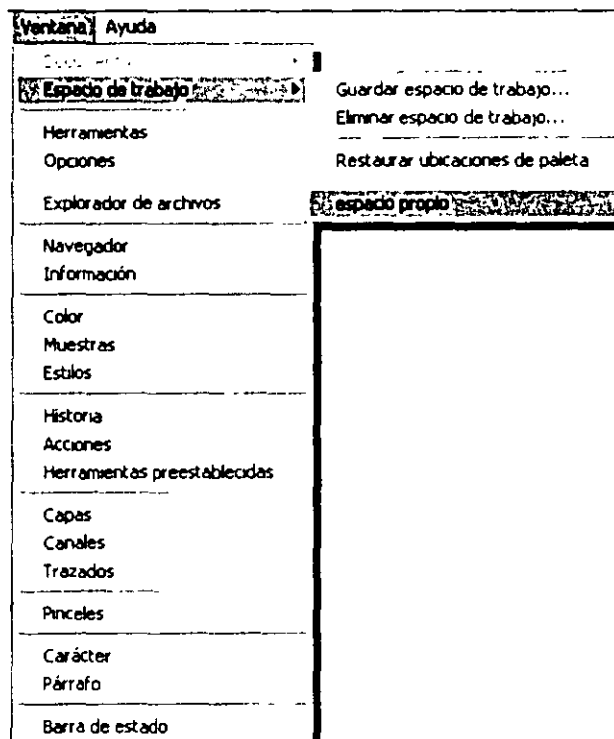 Ventana Ayuda
Espacio de trabajo
Guardar espacio de trabajo...
Eliminar espacio de trabajo...
Herramientas
Opciones
Restaurar ubicaciones de paleta
Explorador de archivos
espacio propio
Navegador
Información
Color
Muestras
Estilos
Historia
Acciones
Herramientas preestablecidas
Capas
Canales
Trazados
Pinceles
Carácter
Párrafo
Barra de estado